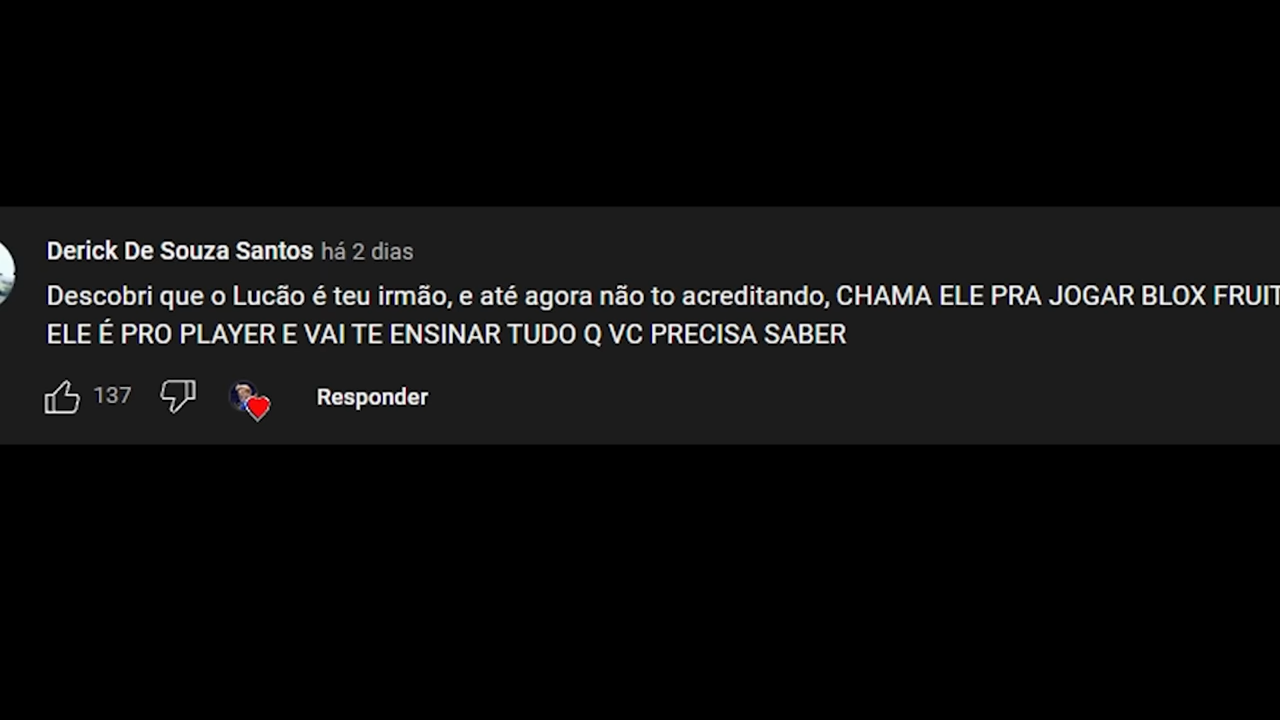 Derick De Souza Santos há 2 dias
Descobri que o Lucão é teu irmão, e até agora não to acreditando, CHAMA ELE PRA JOGAR BLOX FRUIT
ELE É PRO PLAYER E VAI TE ENSINAR TUDO Q VC PRECISA SABER
137 Responder